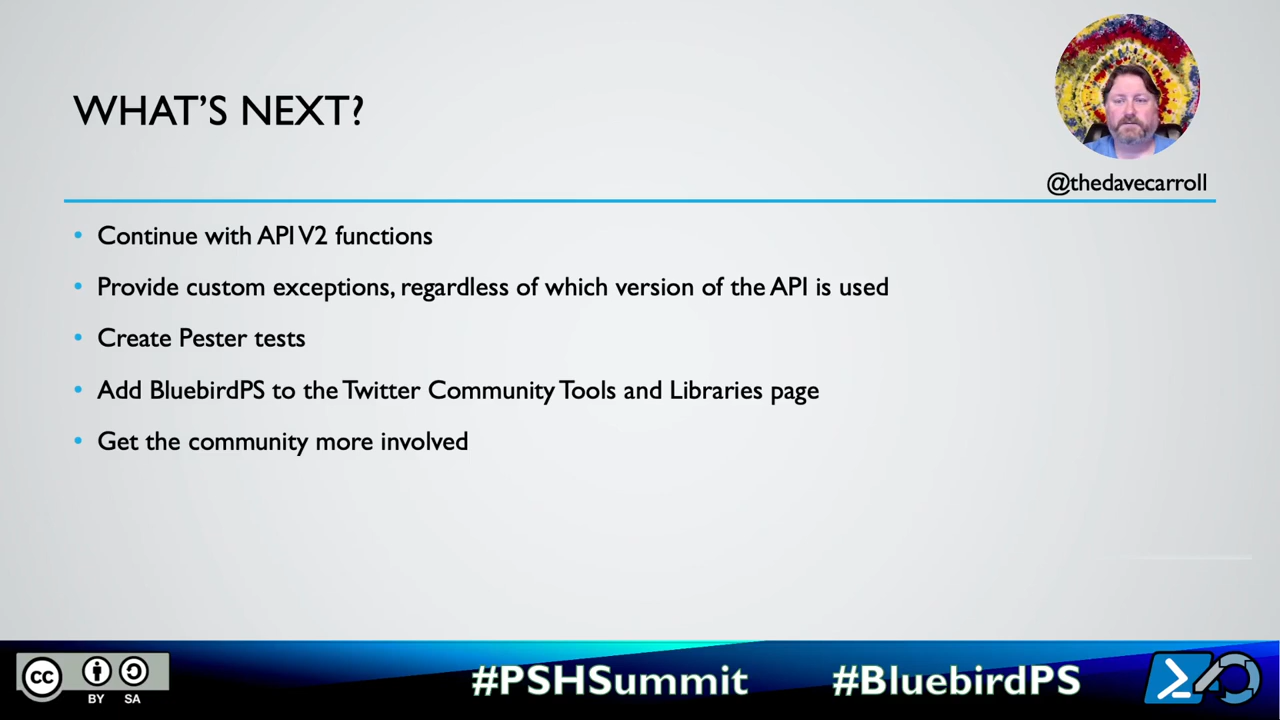 WHAT'S NEXT?
@thedavecarroll
• Continue with API V2 functions
• Provide custom exceptions, regardless of which version of the API is used
• Create Pester tests
• Add BluebirdPS to the Twitter Community Tools and Libraries page
• Get the community more involved
cc
BY SA
#PSHSummit #BluebirdPS